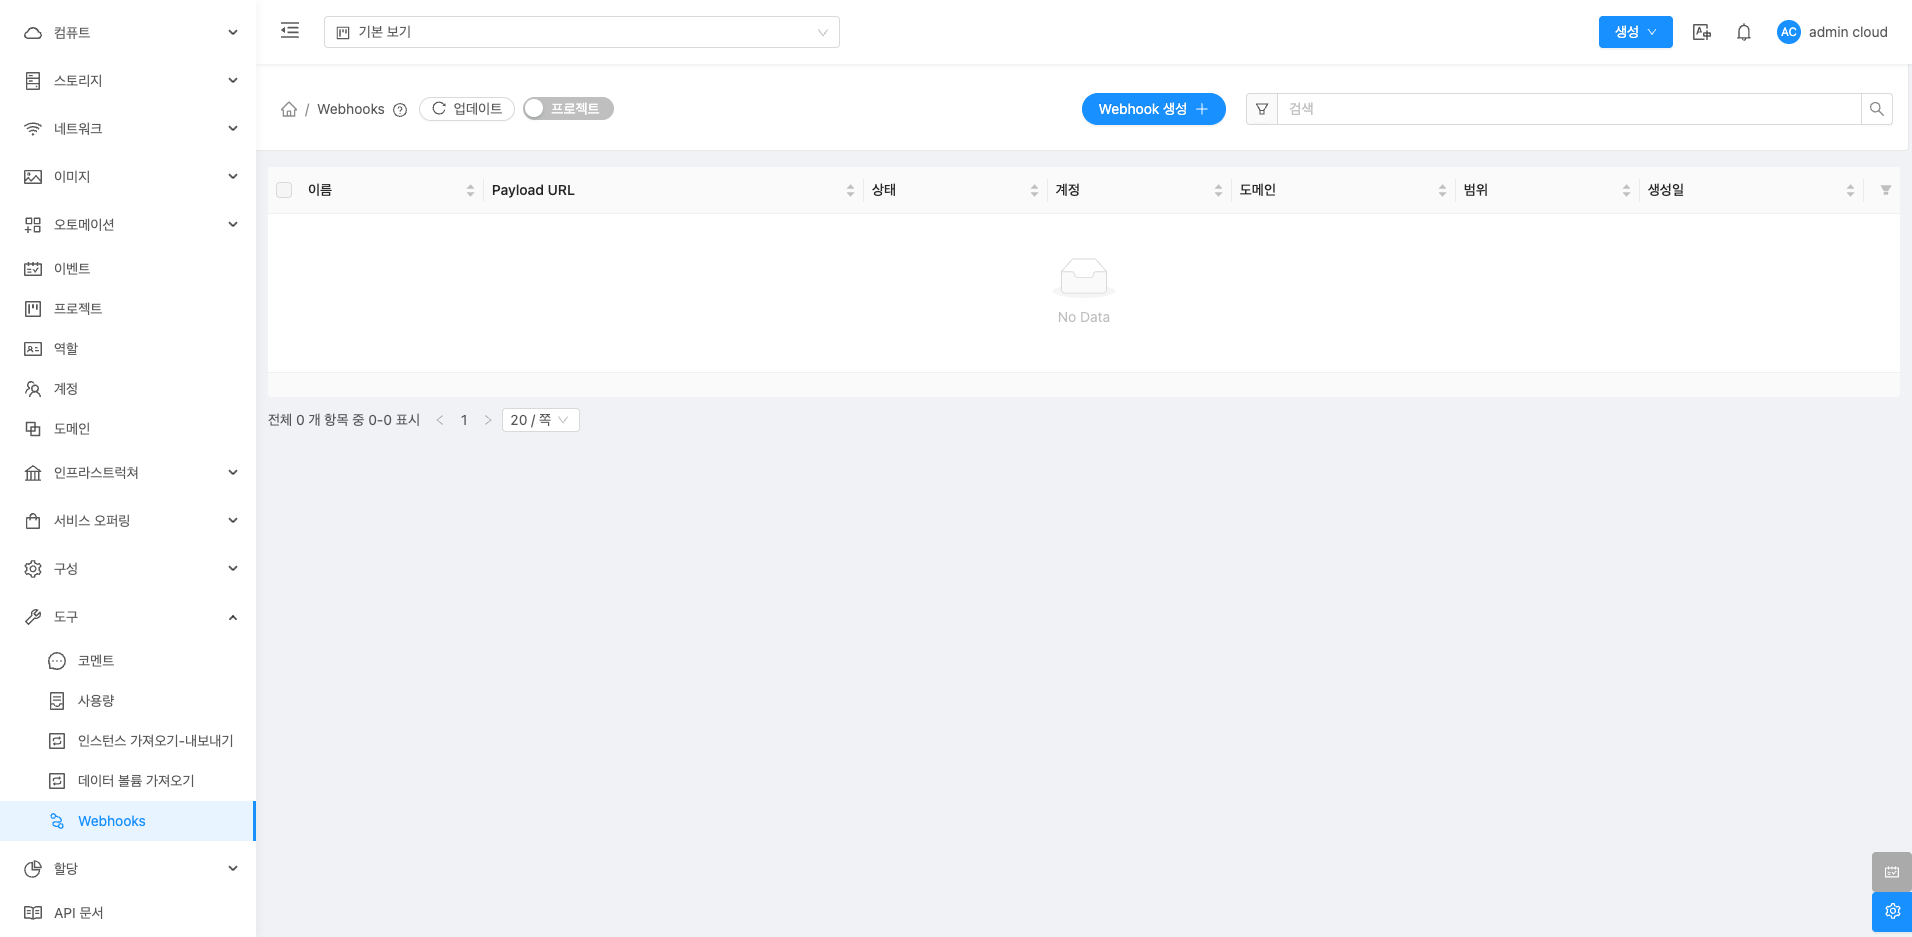 컴퓨트
스토리지
네트워크
이미지
오토메이션
이벤트
프로젝트
역할
계정
도메인
인프라스트럭쳐
서비스 오퍼링
구성
도구
코멘트
사용량
인스턴스 가져오기-내보내기
데이터 볼륨 가져오기
Webhooks
할당
API 문서
기본 보기
생성
AC admin cloud
/ Webhooks 업데이트 프로젝트
Webhook 생성
검색
이름 Payload URL 상태 계정 도메인 범위 생성일
No Data
전체 0 개 항목 중 0-0 표시 < 1 > 20 / 쪽